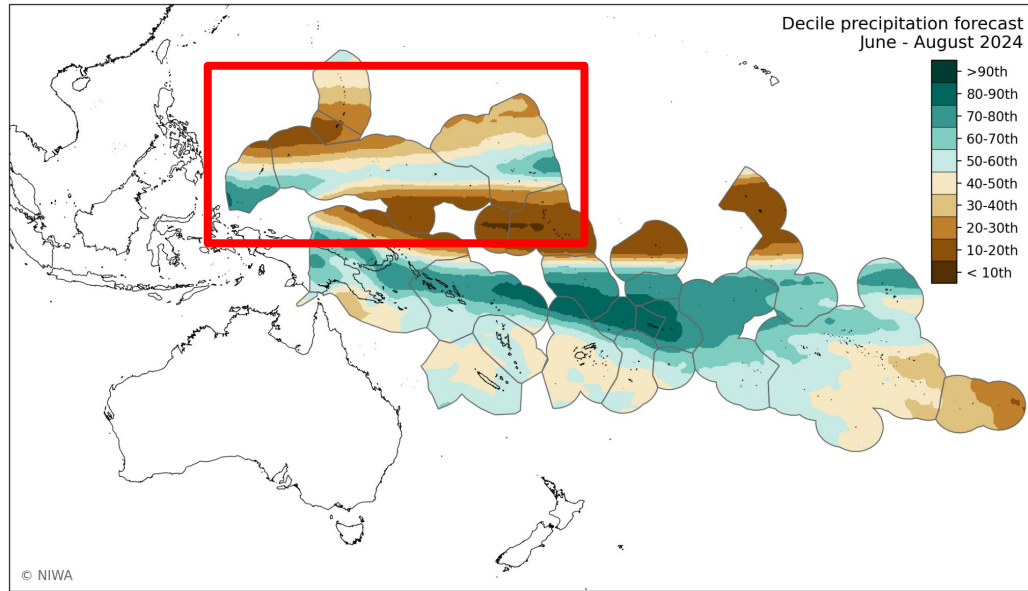 Decile precipitation forecast
June - August 2024
>90th
80-90th
70-80th
60-70th
50-60th
40-50th
30-40th
20-30th
10-20th
< 10th
© NIWA